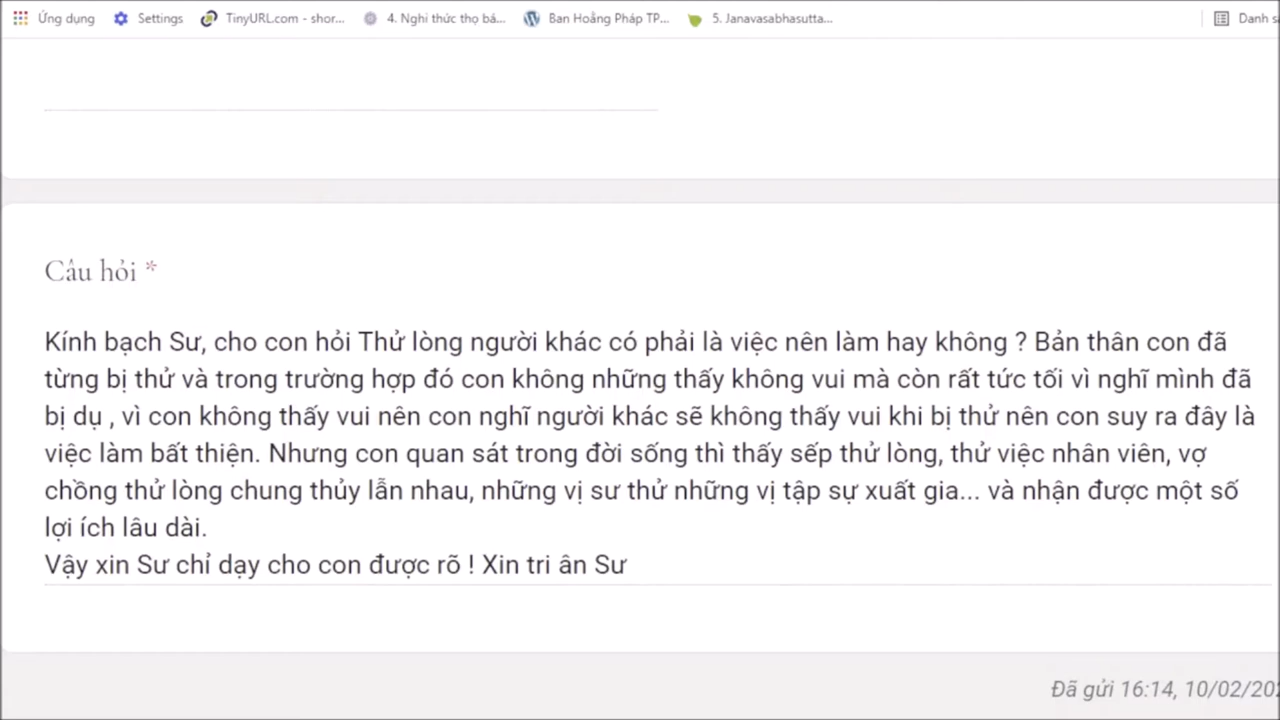 Ứng dụng Settings TinyURL.com - shor... 4. Nghi thức thọ bá... Ban Hoằng Pháp TP... 5. Janavasabhasutta... Danh s
Câu hỏi *
Kính bạch Sư, cho con hỏi Thử lòng người khác có phải là việc nên làm hay không ? Bản thân con đã
từng bị thử và trong trường hợp đó con không những thấy không vui mà còn rất tức tối vì nghĩ mình đã
bị dụ , vì con không thấy vui nên con nghĩ người khác sẽ không thấy vui khi bị thử nên con suy ra đây là
việc làm bất thiện. Nhưng con quan sát trong đời sống thì thấy sếp thử lòng, thử việc nhân viên, vợ
chồng thử lòng chung thủy lẫn nhau, những vị sư thử những vị tập sự xuất gia... và nhận được một số
lợi ích lâu dài.
Vậy xin Sư chỉ dạy cho con được rõ ! Xin tri ân Sư
Đã gửi 16:14, 10/02/202